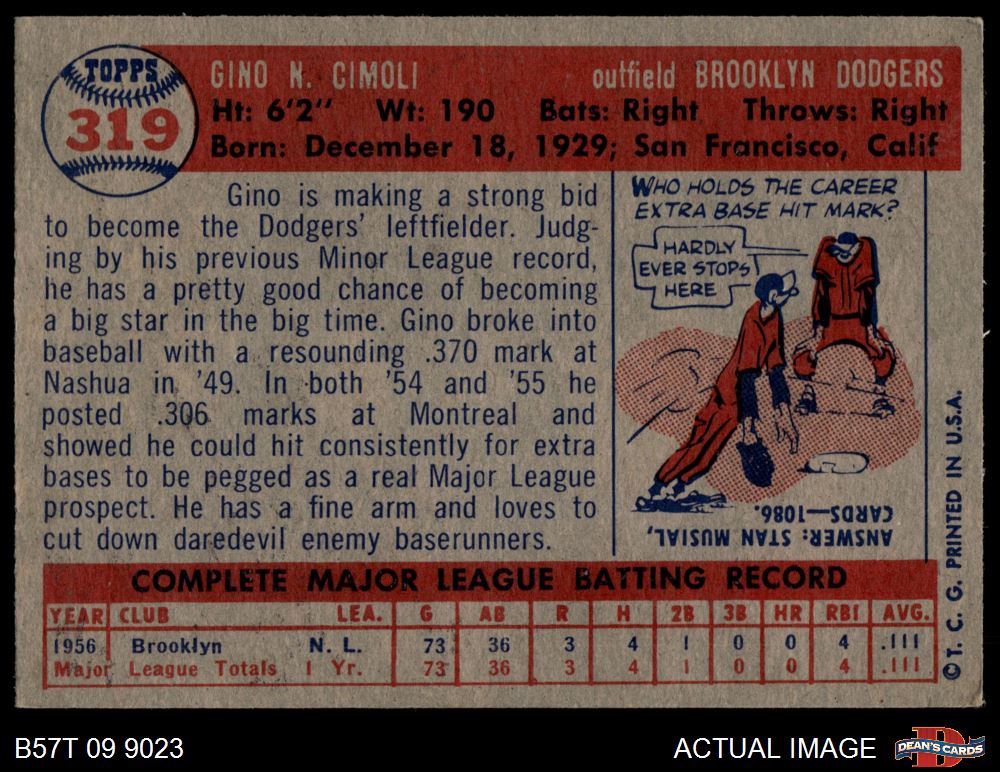 TOPPS
319
GINO N. CIMOLI outfield BROOKLYN DODGERS
Ht: 6'2" Wt: 190 Bats: Right Throws: Right
Born: December 18, 1929; San Francisco, Calif
Gino is making a strong bid
to become the Dodgers' leftfielder. Judg-
ing by his previous Minor League record,
he has a pretty good chance of becoming
a big star in the big time. Gino broke into
baseball with a resounding .370 mark at
Nashua in '49. In both '54 and '55 he
posted .306 marks at Montreal and
showed he could hit consistently for extra
bases to be pegged as a real Major League
prospect. He has a fine arm and loves to
cut down daredevil enemy baserunners.
WHO HOLDS THE CAREER
EXTRA BASE HIT MARK?
HARDLY
EVER STOPS
HERE
ANSWER: STAN MUSIAL,
CARDS—1086.
COMPLETE MAJOR LEAGUE BATTING RECORD
YEAR CLUB LEA. G AB R H 2B 3B HR RBI AVG.
1956 Brooklyn N. L. 73 36 3 4 1 0 0 4 .111
Major League Totals 1 Yr. 73 36 3 4 1 0 0 4 .111
© T. C. G. PRINTED IN U.S.A.
B57T 09 9023 ACTUAL IMAGE
DEAN'S CARDS